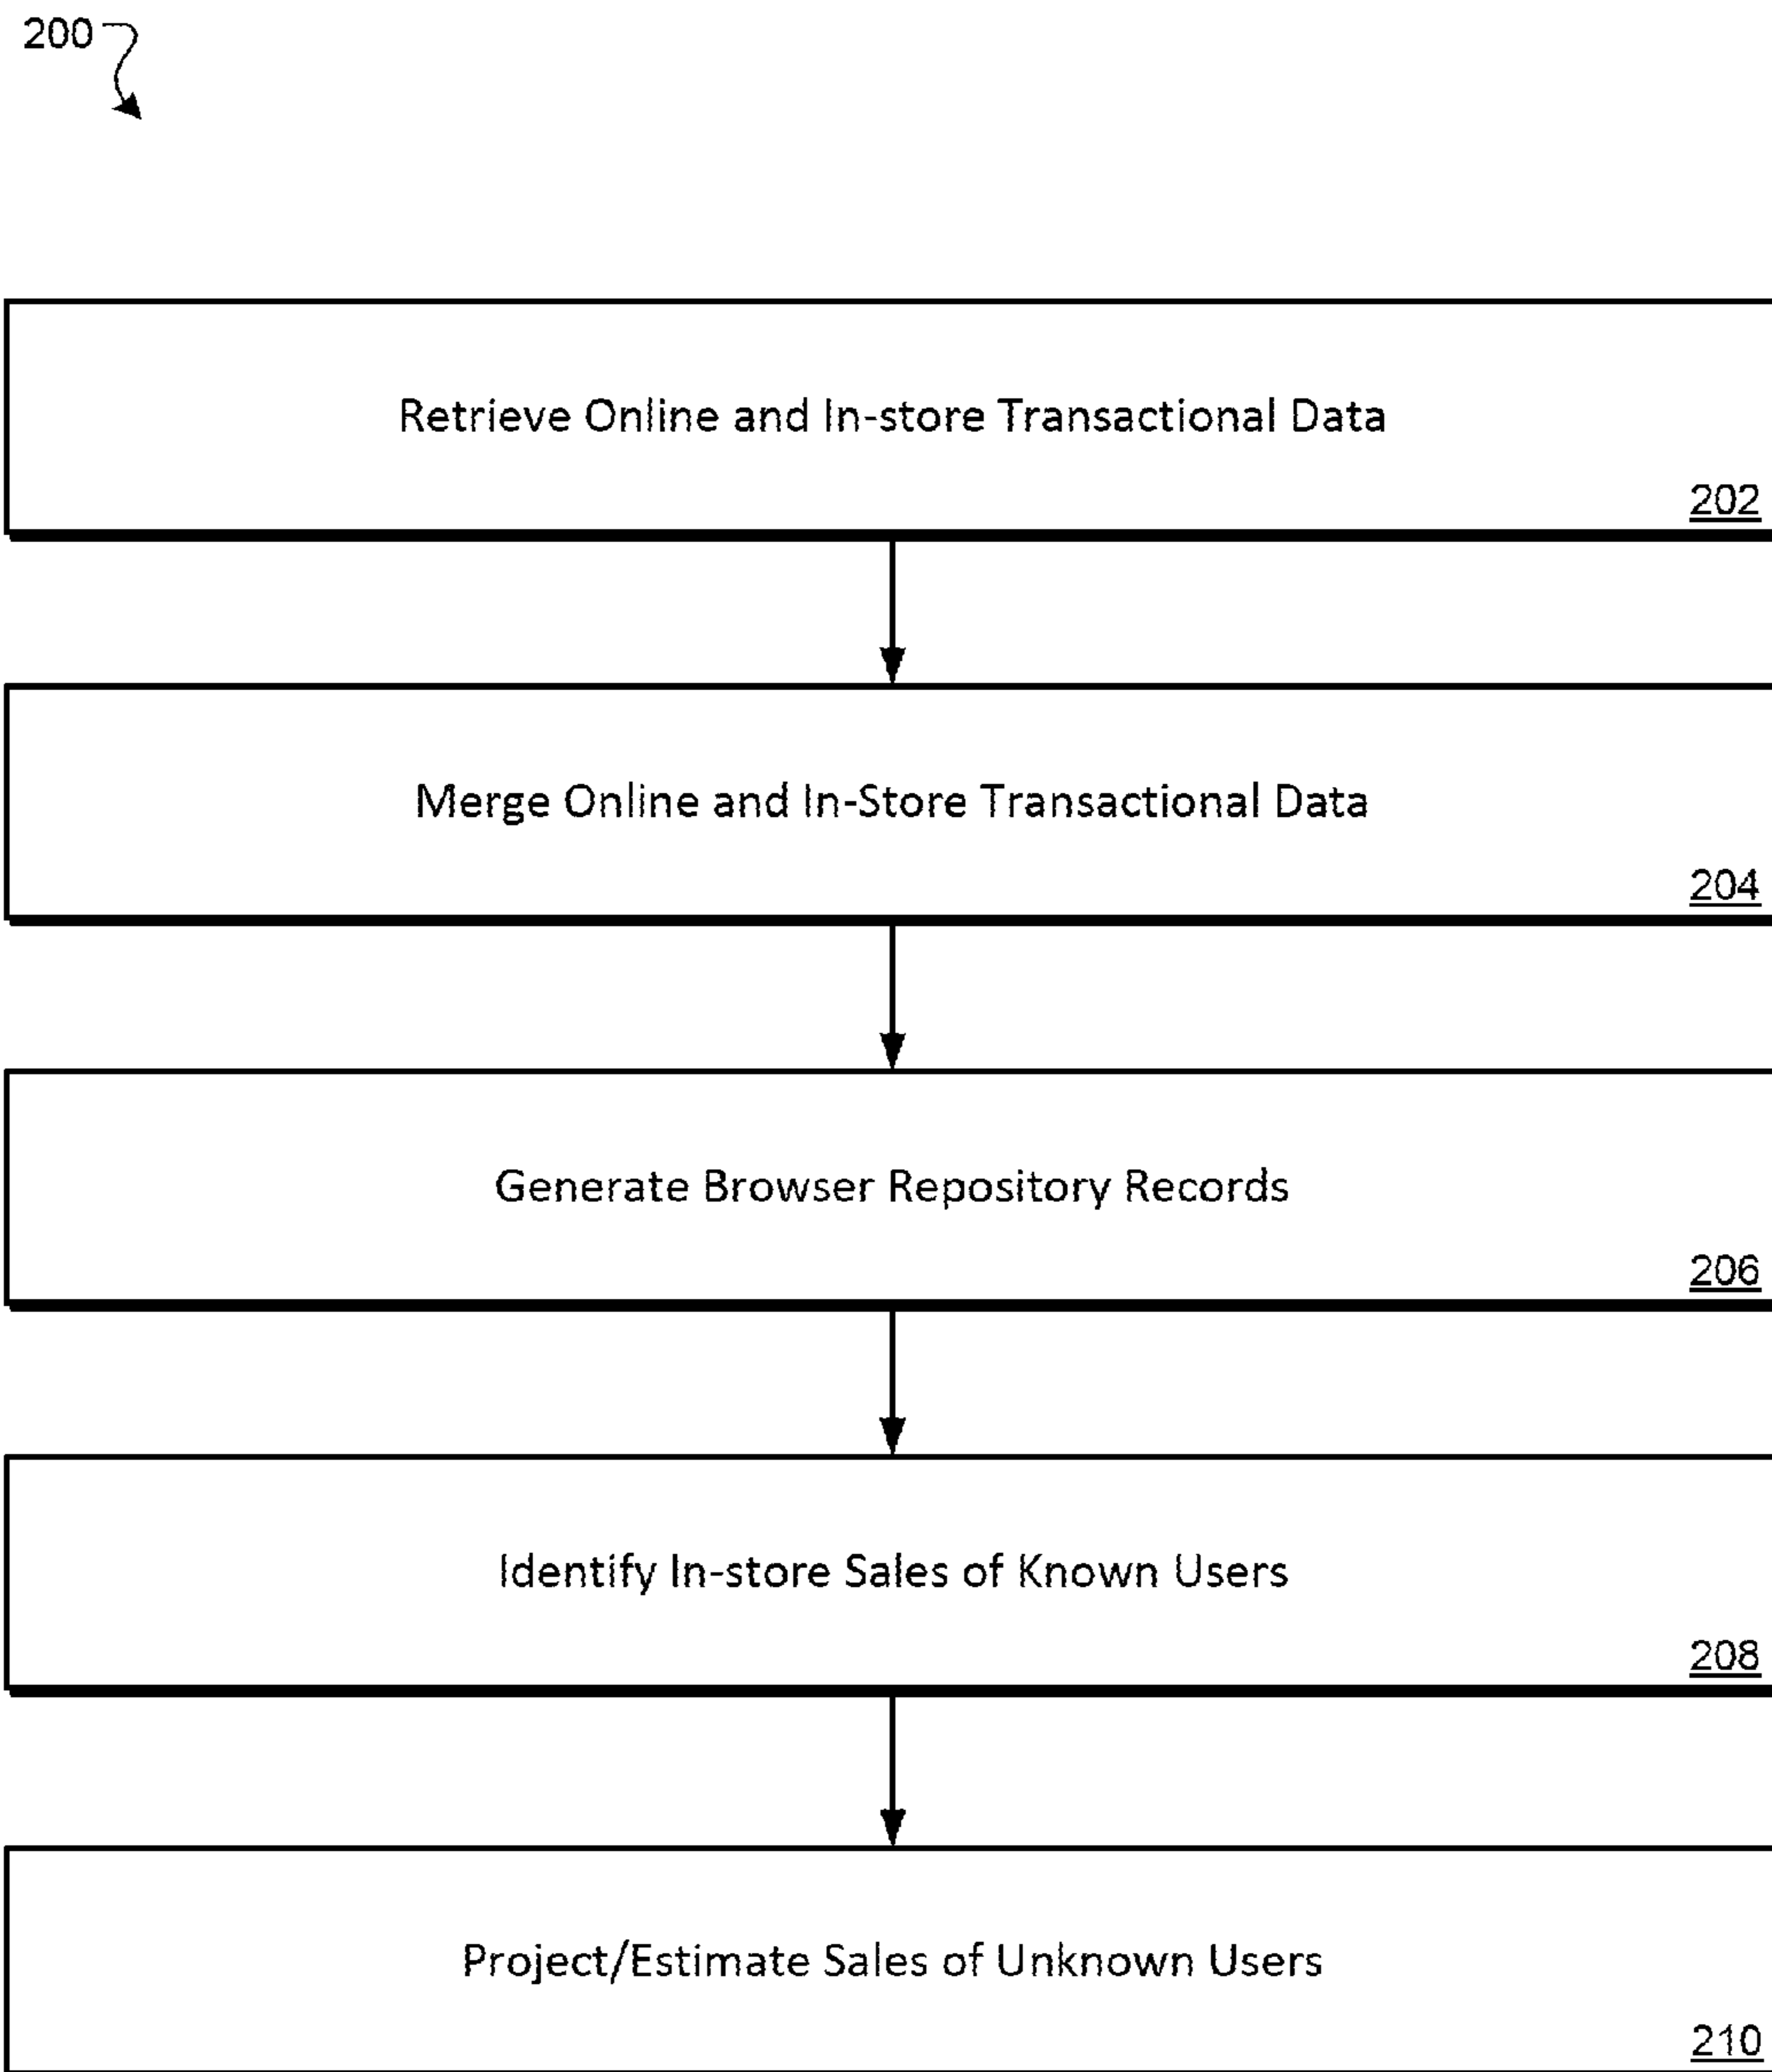 200
Retrieve Online and In-store Transactional Data
202
Merge Online and In-Store Transactional Data
204
Generate Browser Repository Records
206
Identify In-store Sales of Known Users
208
Project/Estimate Sales of Unknown Users
210